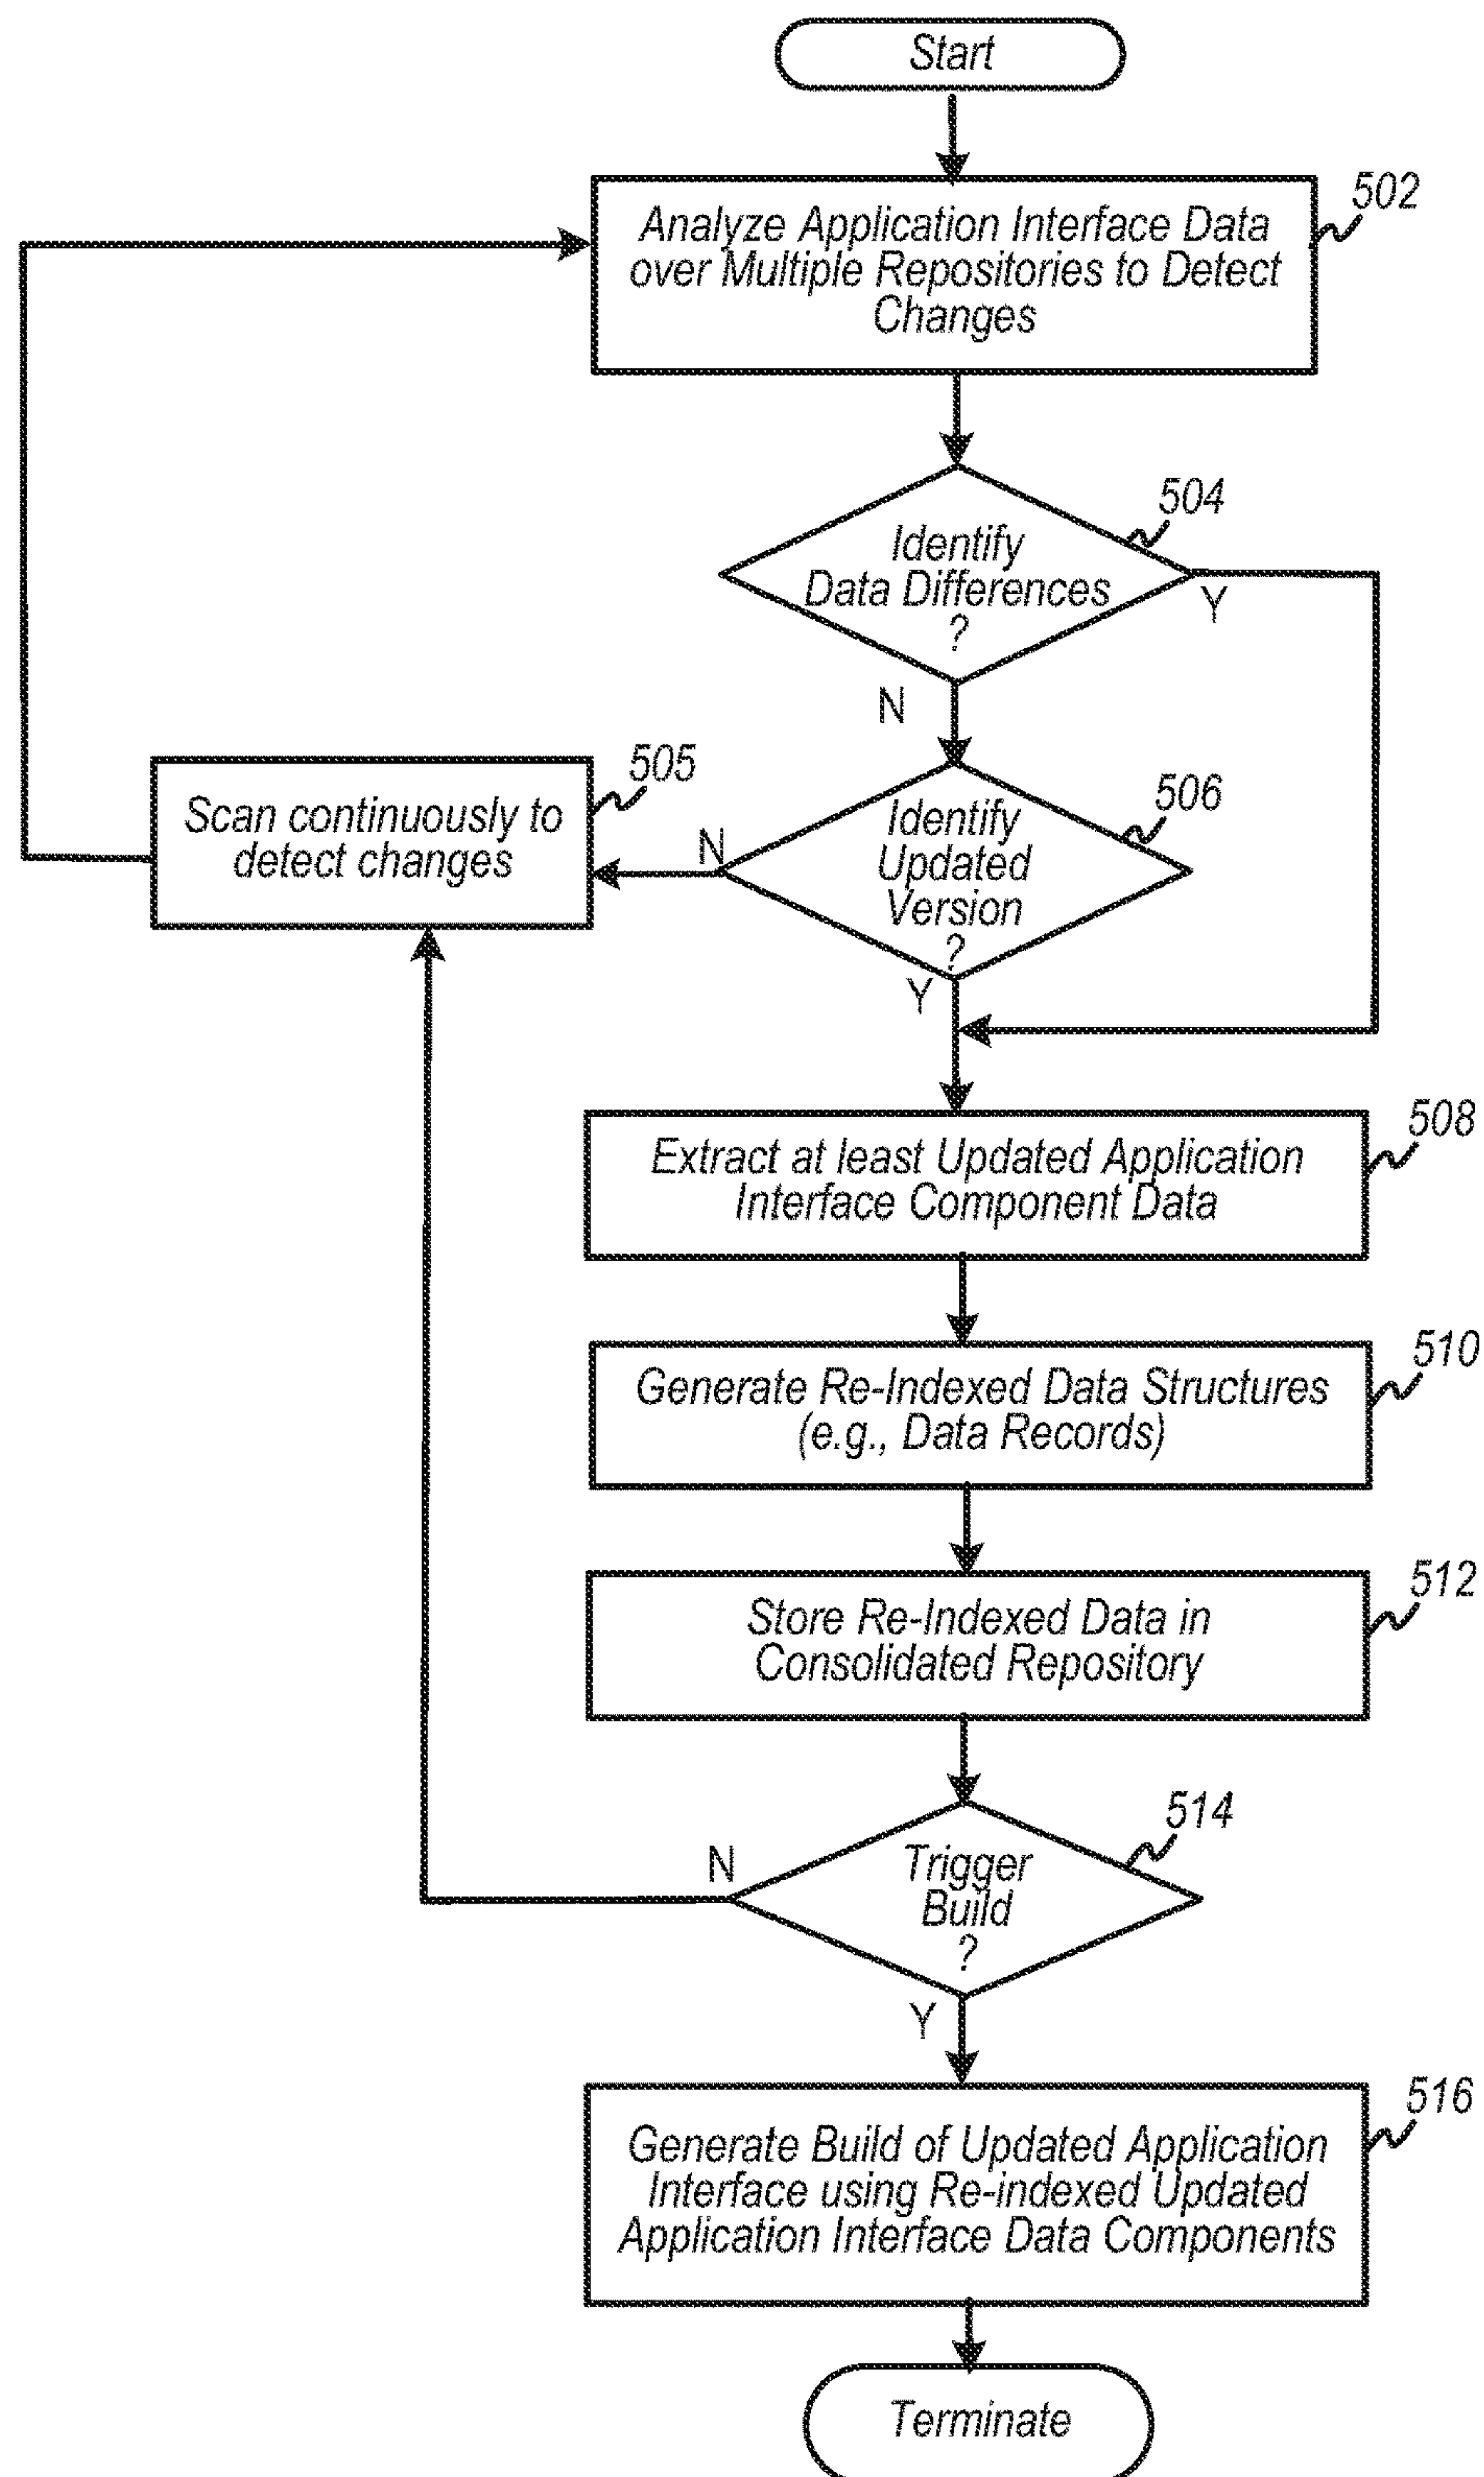 Start
502
Analyze Application Interface Data
over Multiple Repositories to Detect
Changes
504
Identify
Data Differences
?
Y
N
505
Scan continuously to
detect changes
506
Identify
Updated
Version
?
N
Y
508
Extract at least Updated Application
Interface Component Data
510
Generate Re-Indexed Data Structures
(e.g., Data Records)
512
Store Re-Indexed Data in
Consolidated Repository
514
Trigger
Build
?
N
Y
516
Generate Build of Updated Application
Interface using Re-indexed Updated
Application Interface Data Components
Terminate